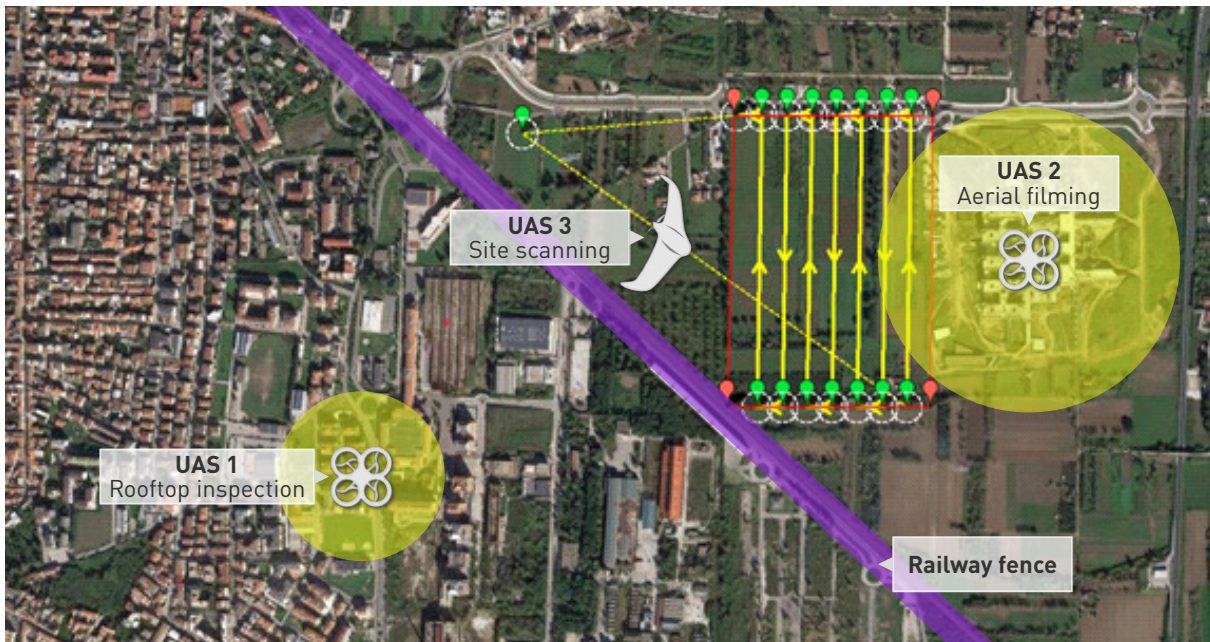 UAS 2
Aerial filming
UAS 3
Site scanning
UAS 1
Rooftop inspection
Railway fence